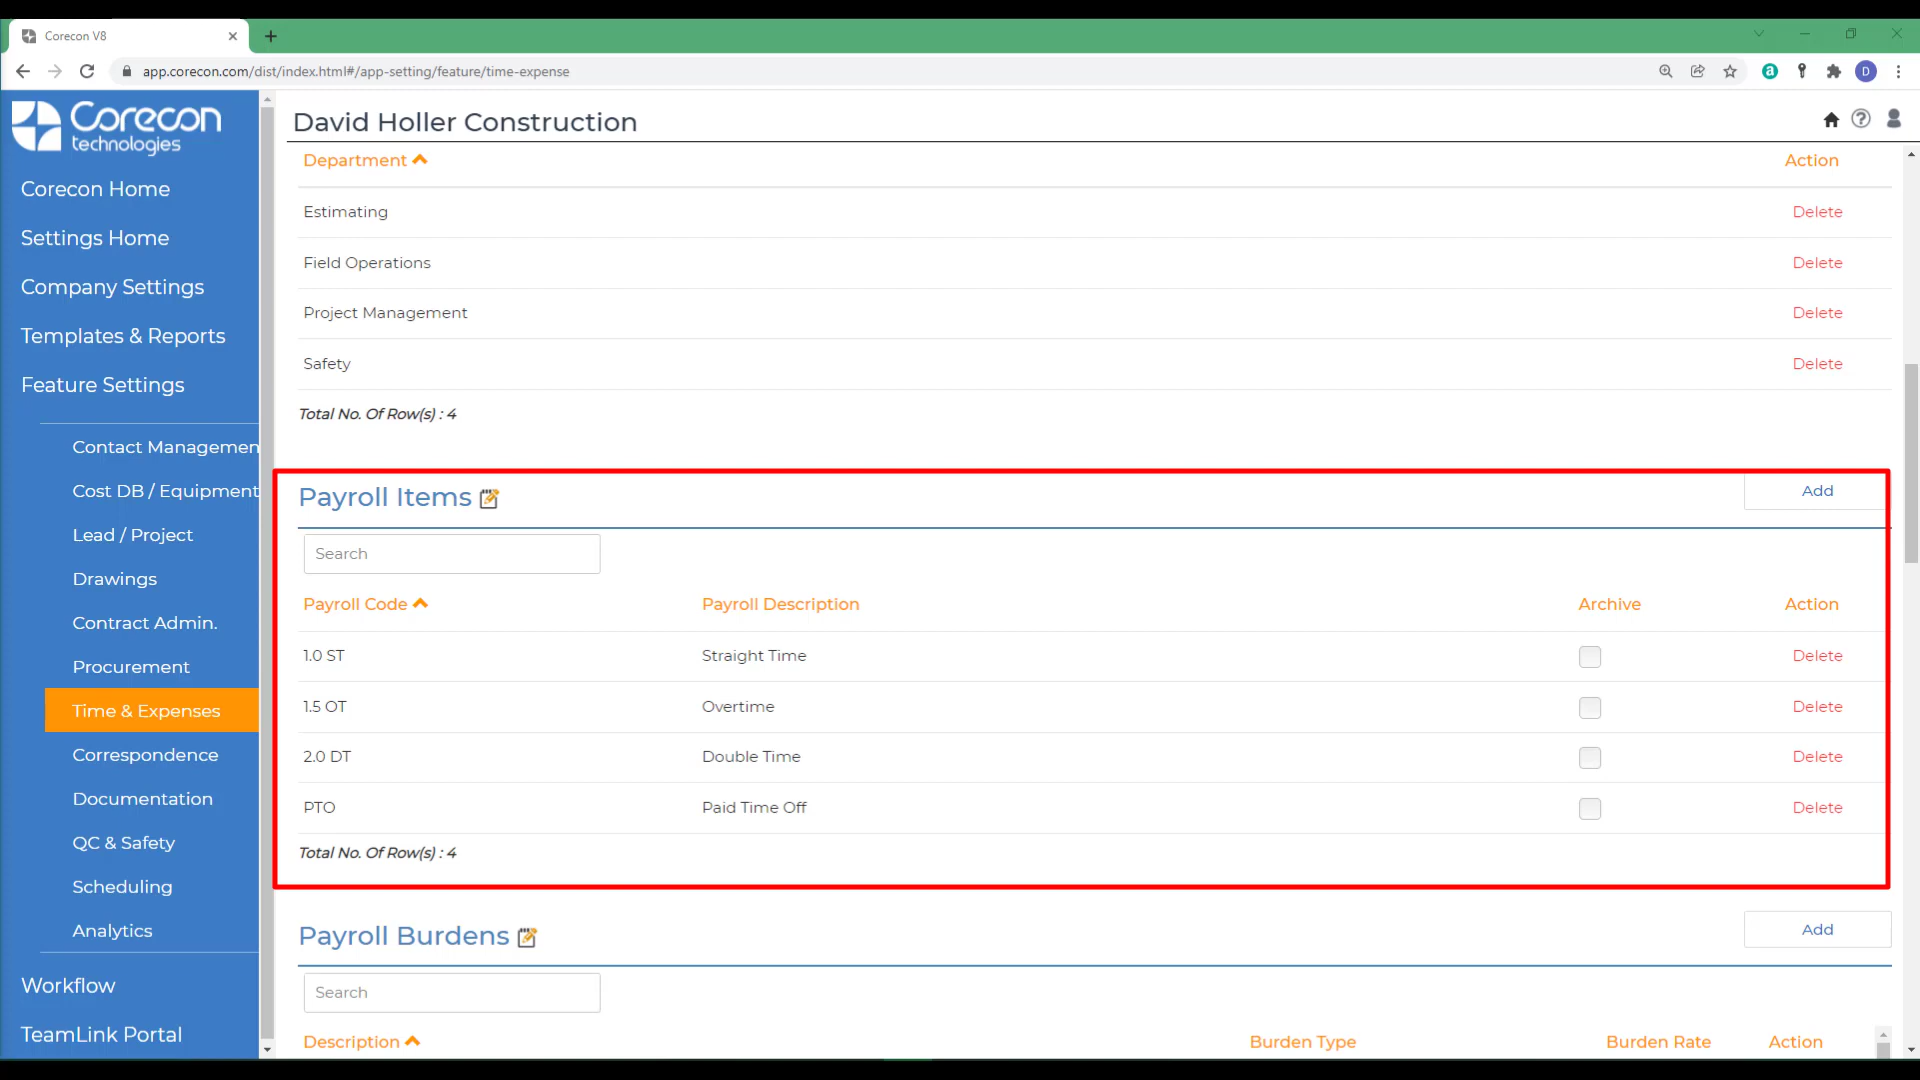 Corecon V8
app.corecon.com/dist/index.html#/app-setting/feature/time-expense
a
D
Corecon
technologies
Corecon Home
Settings Home
Company Settings
Templates & Reports
Feature Settings
Contact Managemen
Cost DB / Equipment
Lead / Project
Drawings
Contract Admin.
Procurement
Time & Expenses
Correspondence
Documentation
QC & Safety
Scheduling
Analytics
Workflow
TeamLink Portal
David Holler Construction
Department Action
Estimating Delete
Field Operations Delete
Project Management Delete
Safety Delete
Total No. Of Row(s) : 4
Payroll Items Add
Search
Payroll Code Payroll Description Archive Action
1.0 ST Straight Time Delete
1.5 OT Overtime Delete
2.0 DT Double Time Delete
PTO Paid Time Off Delete
Total No. Of Row(s) : 4
Payroll Burdens Add
Search
Description Burden Type Burden Rate Action